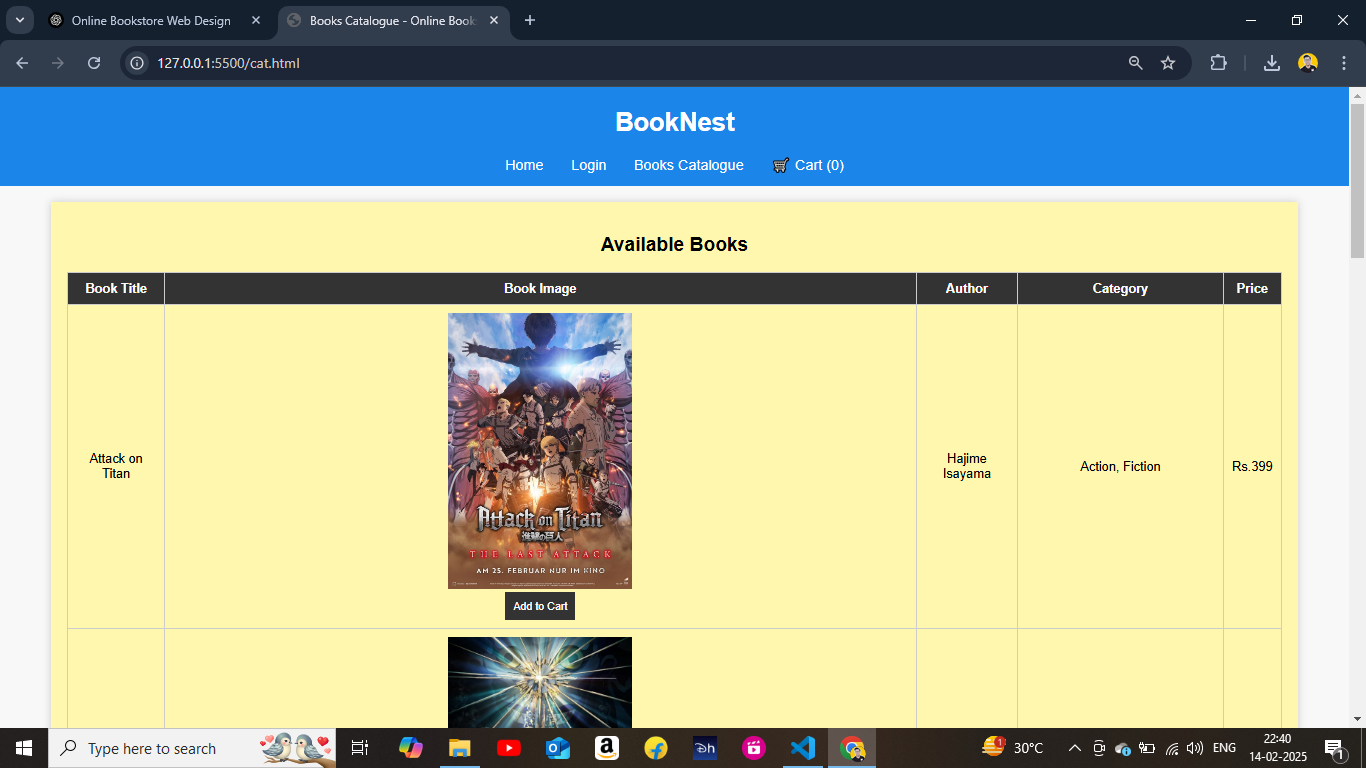 Online Bookstore Web Design
Books Catalogue - Online Book
127.0.0.1:5500/cat.html
BookNest
Home Login Books Catalogue Cart (0)
Available Books
Book Title Book Image Author Category Price
Attack on
Titan
Attack on Titan
進撃の巨人
THE LAST ATTACK
AM 25. FEBRUAR NUR IM KINO
Hajime
Isayama
Action, Fiction
Rs.399
Add to Cart
Type here to search
a
Dh
1
30°C
ENG
22:40
14-02-2025
1